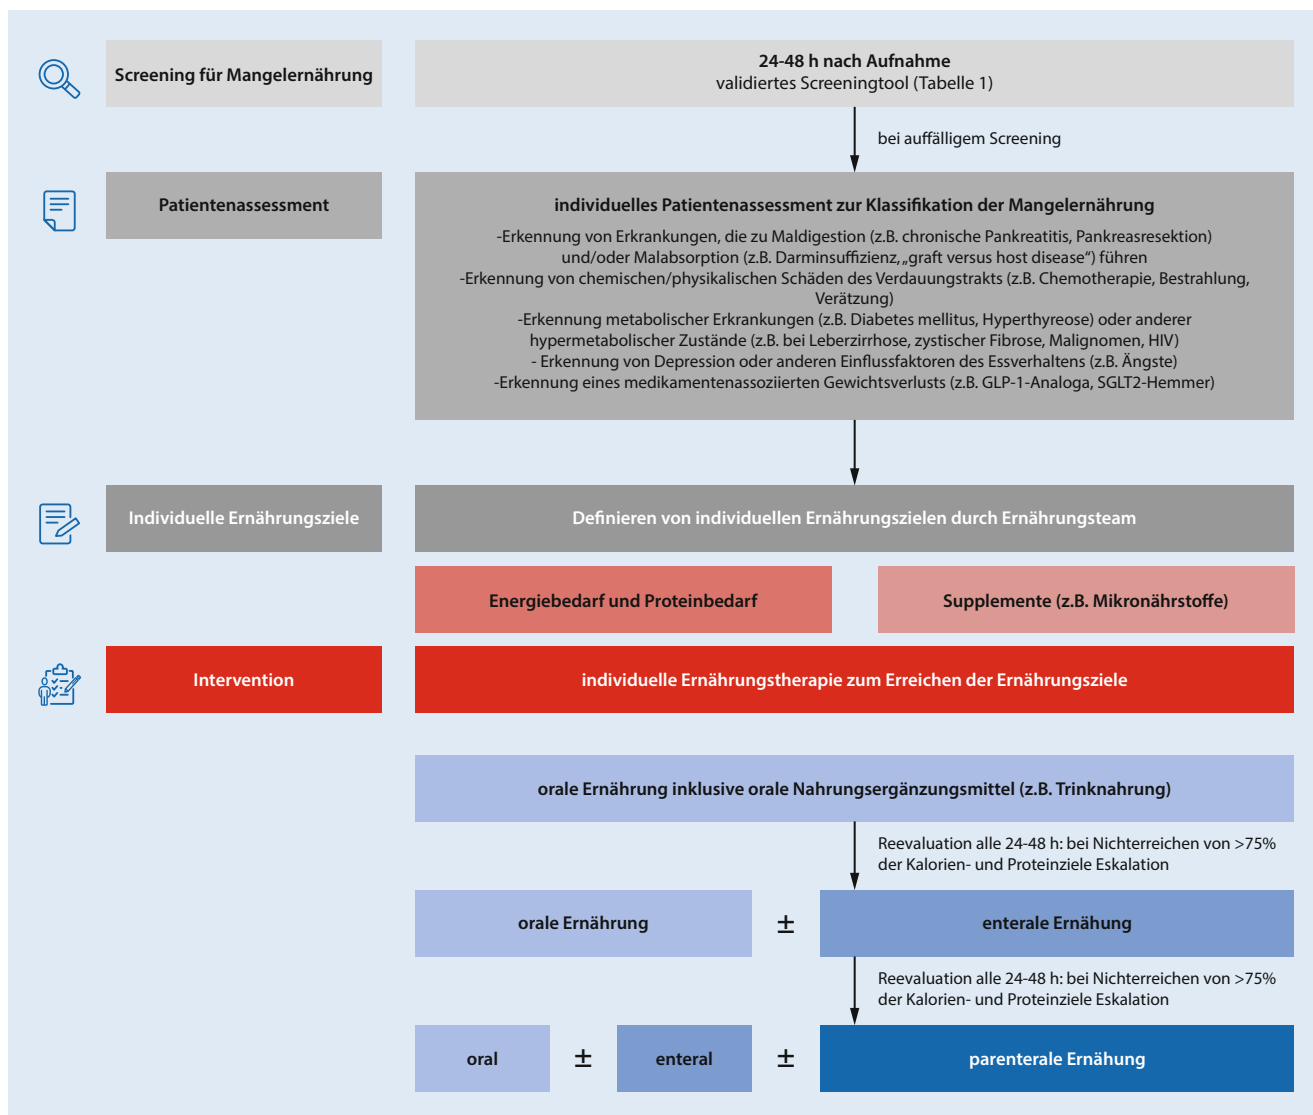 Screening für Mangelernährung
24-48 h nach Aufnahme
validiertes Screeningtool (Tabelle 1)
bei auffälligem Screening
Patientenassessment
individuelles Patientenassessment zur Klassifikation der Mangelernährung
-Erkennung von Erkrankungen, die zu Maldigestion (z.B. chronische Pankreatitis, Pankreasresektion)
und/oder Malabsorption (z.B. Darminsuffizienz, „graft versus host disease“) führen
-Erkennung von chemischen/physikalischen Schäden des Verdauungstrakts (z.B. Chemotherapie, Bestrahlung,
Verätzung)
-Erkennung metabolischer Erkrankungen (z.B. Diabetes mellitus, Hyperthyreose) oder anderer
hypermetabolischer Zustände (z.B. bei Leberzirrhose, zystischer Fibrose, Malignomen, HIV)
- Erkennung von Depression oder anderen Einflussfaktoren des Essverhaltens (z.B. Ängste)
-Erkennung eines medikamentenassoziierten Gewichtsverlusts (z.B. GLP-1-Analoga, SGLT2-Hemmer)
Individuelle Ernährungsziele
Definieren von individuellen Ernährungszielen durch Ernährungsteam
Energiebedarf und Proteinbedarf
Supplemente (z.B. Mikronährstoffe)
Intervention
individuelle Ernährungstherapie zum Erreichen der Ernährungsziele
orale Ernährung inklusive orale Nahrungsergänzungsmittel (z.B. Trinknahrung)
Reevaluation alle 24-48 h: bei Nichterreichen von >75%
der Kalorien- und Proteinziele Eskalation
orale Ernährung ± enterale Ernähung
Reevaluation alle 24-48 h: bei Nichterreichen von >75%
der Kalorien- und Proteinziele Eskalation
oral ± enteral ± parenterale Ernähung